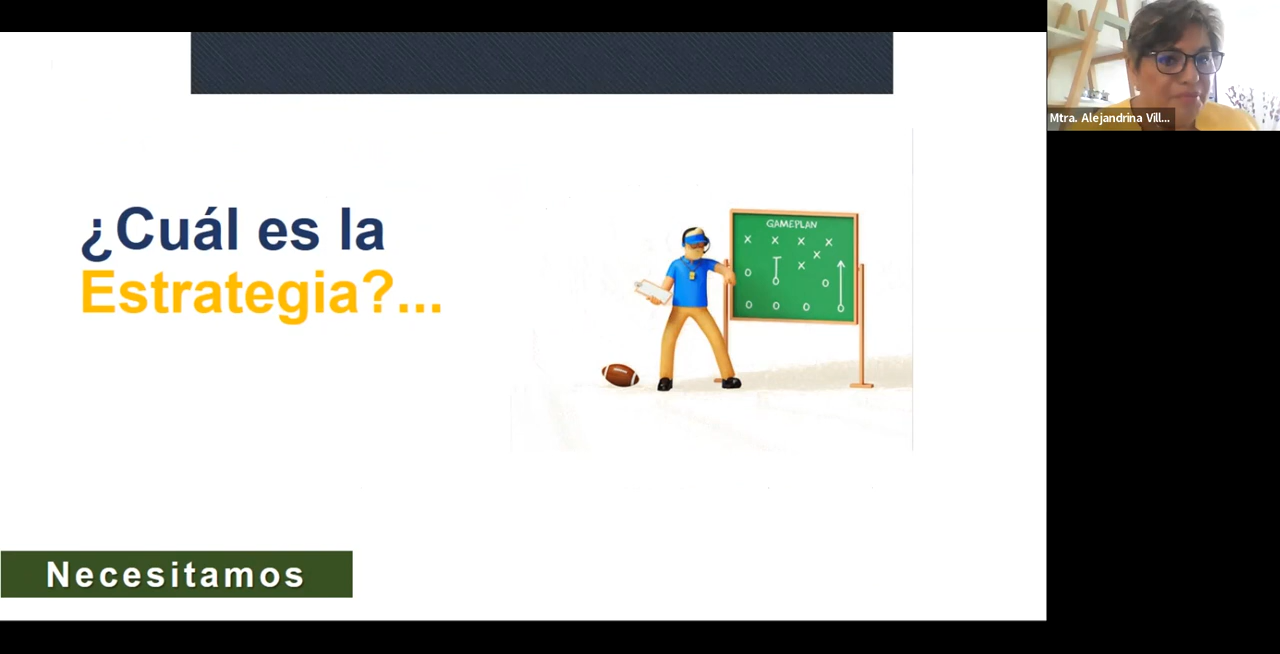 Mtra. Alejandrina Vill...
¿Cuál es la
Estrategia?...
GAMEPLAN
X X X X
X
X
O
O
O
O O O O
Necesitamos